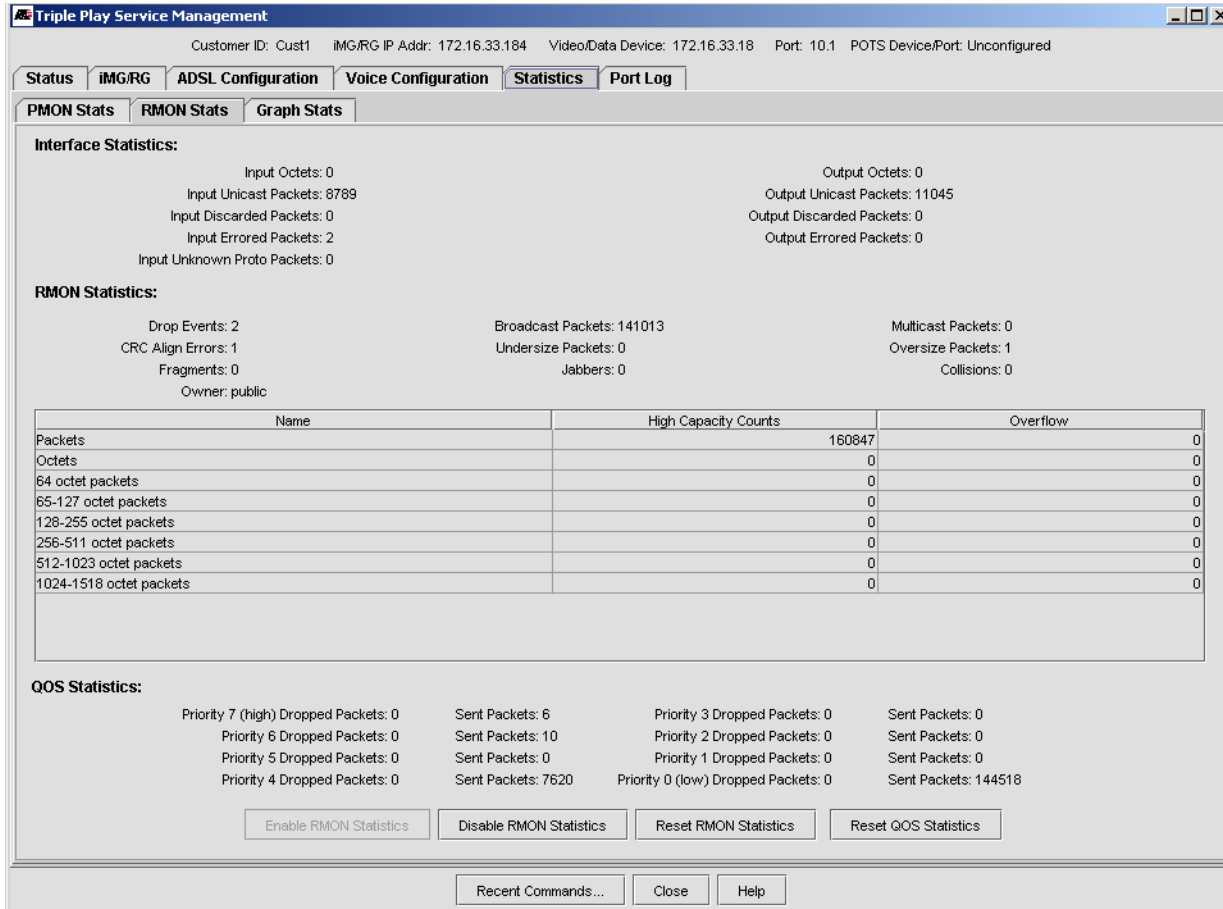 Triple Play Service Management
Customer ID: Cust1 iMG/RG IP Addr: 172.16.33.184 Video/Data Device: 172.16.33.18 Port: 10.1 POTS Device/Port: Unconfigured
Status iMG/RG ADSL Configuration Voice Configuration Statistics Port Log
PMON Stats RMON Stats Graph Stats
Interface Statistics:
Input Octets: 0 Output Octets: 0
Input Unicast Packets: 8789 Output Unicast Packets: 11045
Input Discarded Packets: 0 Output Discarded Packets: 0
Input Errored Packets: 2 Output Errored Packets: 0
Input Unknown Proto Packets: 0
RMON Statistics:
Drop Events: 2 Broadcast Packets: 141013 Multicast Packets: 0
CRC Align Errors: 1 Undersize Packets: 0 Oversize Packets: 1
Fragments: 0 Jabbers: 0 Collisions: 0
Owner: public
Name High Capacity Counts Overflow
Packets 160847 0
Octets 0 0
64 octet packets 0 0
65-127 octet packets 0 0
128-255 octet packets 0 0
256-511 octet packets 0 0
512-1023 octet packets 0 0
1024-1518 octet packets 0 0
QOS Statistics:
Priority 7 (high) Dropped Packets: 0 Sent Packets: 6 Priority 3 Dropped Packets: 0 Sent Packets: 0
Priority 6 Dropped Packets: 0 Sent Packets: 10 Priority 2 Dropped Packets: 0 Sent Packets: 0
Priority 5 Dropped Packets: 0 Sent Packets: 0 Priority 1 Dropped Packets: 0 Sent Packets: 0
Priority 4 Dropped Packets: 0 Sent Packets: 7620 Priority 0 (low) Dropped Packets: 0 Sent Packets: 144518
Enable RMON Statistics Disable RMON Statistics Reset RMON Statistics Reset QOS Statistics
Recent Commands... Close Help